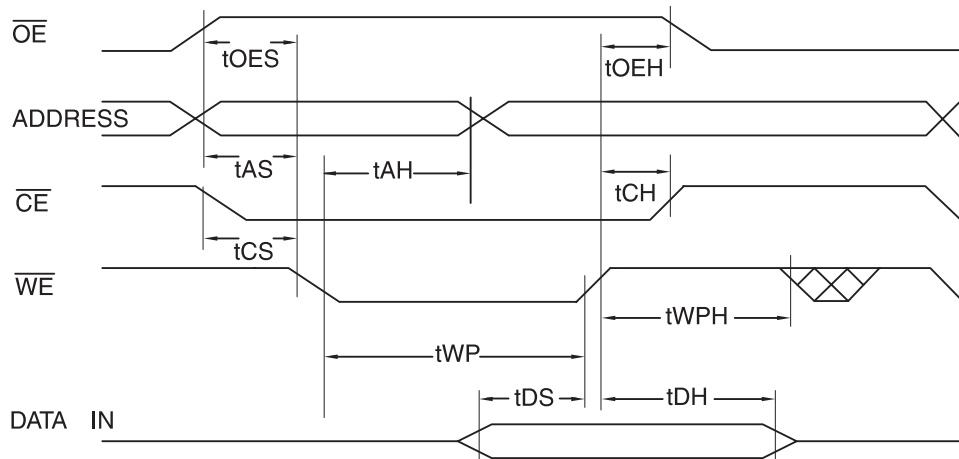 OE
tOES
tOEH
ADDRESS
tAS
tAH
tCH
CE
tCS
WE
tWPH
tWP
tDS
tDH
DATA IN